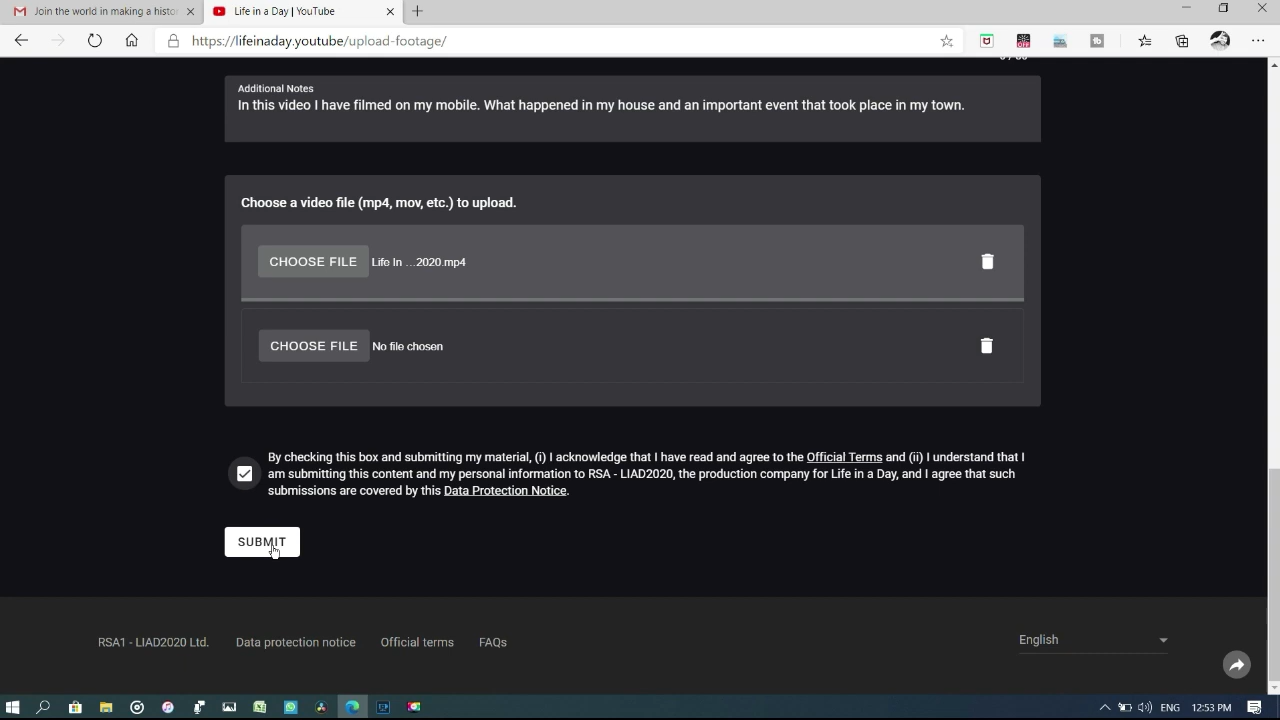 Join the world in making a histor
Life in a Day | YouTube
https://lifeinaday.youtube/upload-footage/
Additional Notes
In this video I have filmed on my mobile. What happened in my house and an important event that took place in my town.
Choose a video file (mp4, mov, etc.) to upload.
CHOOSE FILE Life In ...2020.mp4
CHOOSE FILE No file chosen
By checking this box and submitting my material, (i) I acknowledge that I have read and agree to the Official Terms and (ii) I understand that I
am submitting this content and my personal information to RSA - LIAD2020, the production company for Life in a Day, and I agree that such
submissions are covered by this Data Protection Notice.
SUBMIT
RSA1 - LIAD2020 Ltd. Data protection notice Official terms FAQs
English
ENG 12:53 PM